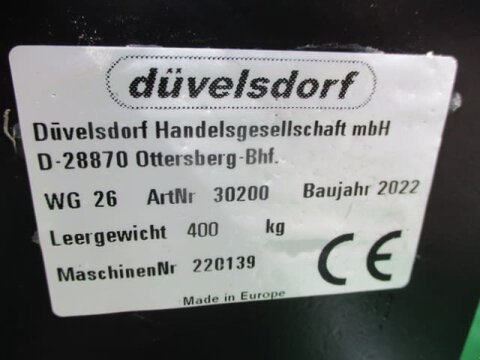 düvelsdorf
Düvelsdorf Handelsgesellschaft mbH
D-28870 Ottersberg-Bhf.
WG 26 ArtNr 30200 Baujahr 2022
Leergewicht 400 kg
MaschinenNr 220139
CE
Made in Europe